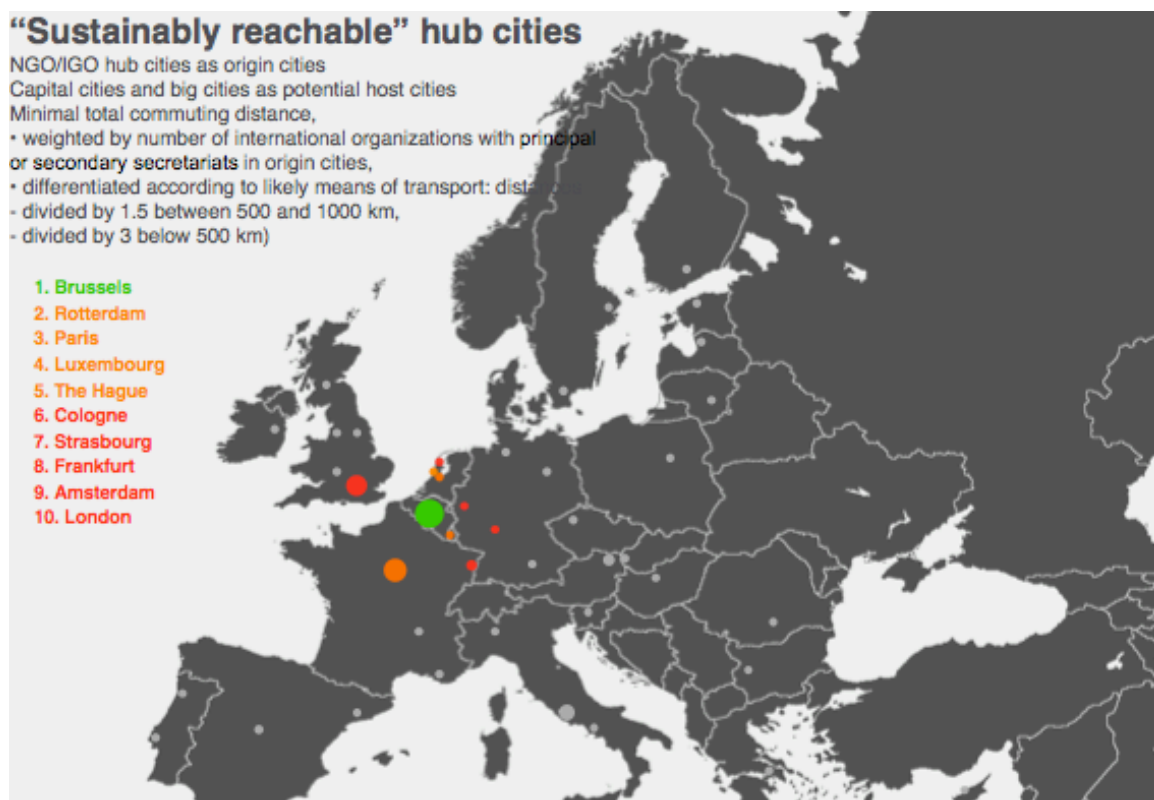 “Sustainably reachable” hub cities
NGO/IGO hub cities as origin cities
Capital cities and big cities as potential host cities
Minimal total commuting distance,
• weighted by number of international organizations with principal
or secondary secretariats in origin cities,
• differentiated according to likely means of transport: distances
- divided by 1.5 between 500 and 1000 km,
- divided by 3 below 500 km)
1. Brussels
2. Rotterdam
3. Paris
4. Luxembourg
5. The Hague
6. Cologne
7. Strasbourg
8. Frankfurt
9. Amsterdam
10. London